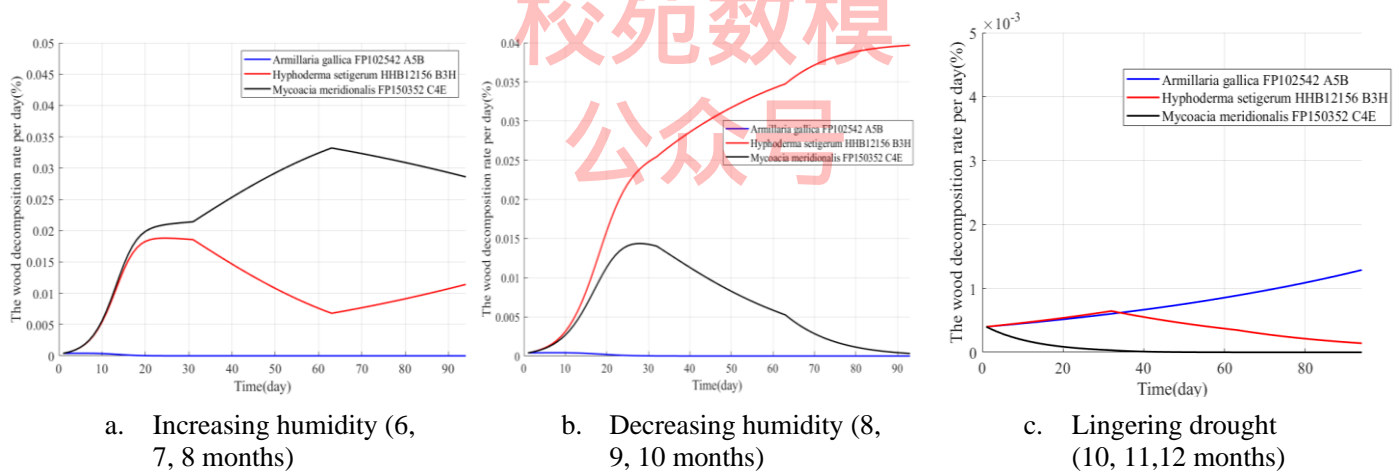 校苑数模
公众号
The wood decomposition rate per day(%)
0.05
0.045
0.04
0.035
0.03
0.025
0.02
0.015
0.01
0.005
0
Armillaria gallica FP102542 A5B
Hyphoderma setigerum HHB12156 B3H
Mycoacia meridionalis FP150352 C4E
0 10 20 30 40 50 60 70 80 90
Time(day)
a. Increasing humidity (6,
7, 8 months)
The wood decomposition rate per day(%)
0.04
0.035
0.03
0.025
0.02
0.015
0.01
0.005
0
Armillaria gallica FP102542 A5B
Hyphoderma setigerum HHB12156 B3H
Mycoacia meridionalis FP150352 C4E
0 10 20 30 40 50 60 70 80 90
Time(day)
b. Decreasing humidity (8,
9, 10 months)
The wood decomposition rate per day(%)
×10-3
5
4
3
2
1
0
Armillaria gallica FP102542 A5B
Hyphoderma setigerum HHB12156 B3H
Mycoacia meridionalis FP150352 C4E
0 20 40 60 80
Time(day)
c. Lingering drought
(10, 11,12 months)